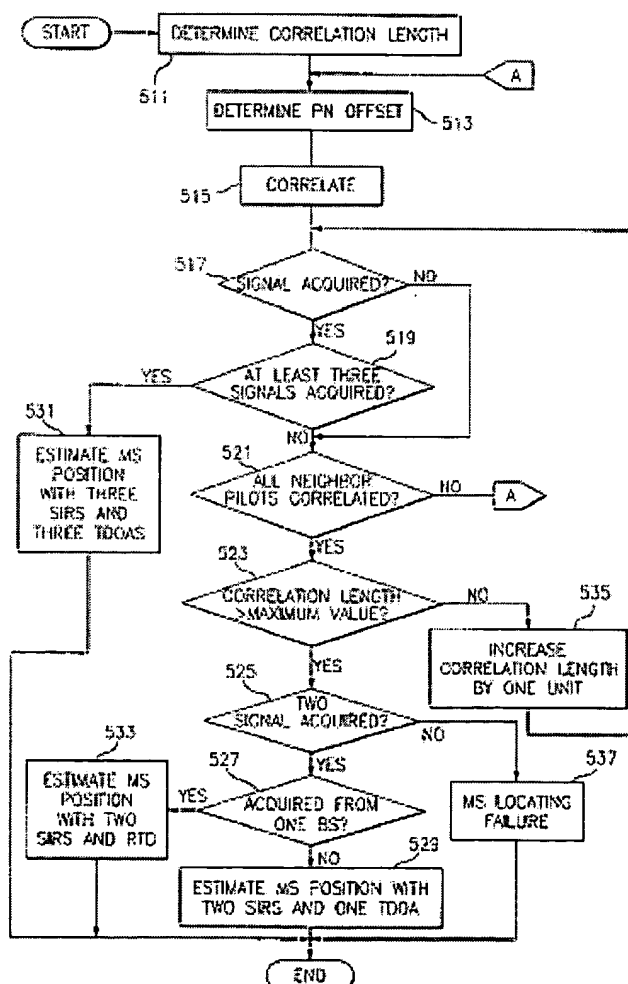 START
DETERMINE CORRELATION LENGTH
511
A
DETERMINE PN OFFSET
513
CORRELATE
515
517
SIGNAL ACQUIRED?
NO
YES
519
AT LEAST THREE
SIGNALS ACQUIRED?
YES
NO
531
ESTIMATE MS
POSITION
WITH THREE
SIRS AND
THREE TDOAS
521
ALL NEIGHBOR
PILOTS CORRELATED?
NO
A
YES
523
CORRELATION LENGTH
>MAXIMUM VALUE?
NO
535
INCREASE
CORRELATION LENGTH
BY ONE UNIT
YES
525
TWO
SIGNAL ACQUIRED?
NO
YES
533
ESTIMATE MS
POSITION
WITH TWO
SIRS AND RTD
527
ACQUIRED FROM
ONE BS?
YES
NO
537
MS LOCATING
FAILURE
529
ESTIMATE MS POSITION WITH
TWO SIRS AND ONE TDOA
END